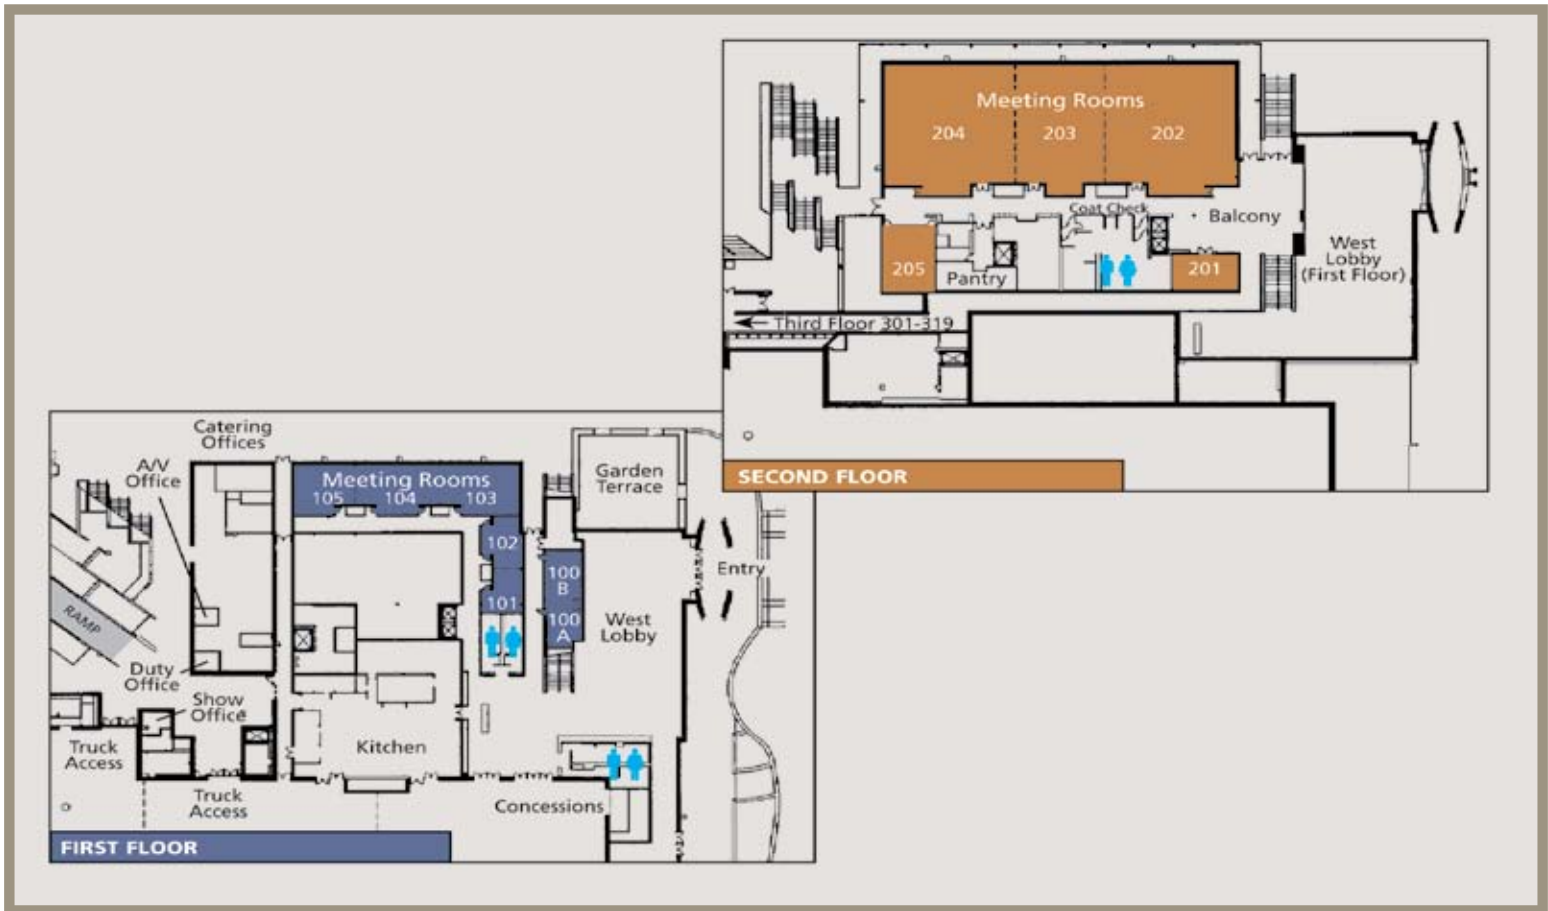 Meeting Rooms
204
203
202
Coat Check
Balcony
West
Lobby
(First Floor)
205
Pantry
201
Third Floor 301-319
SECOND FLOOR
Catering
Offices
A/V
Office
Meeting Rooms
105
104
103
Garden
Terrace
102
100
B
Entry
101
100
A
West
Lobby
RAMP
Duty
Office
Show
Office
Truck
Access
Kitchen
Truck
Access
Concessions
FIRST FLOOR